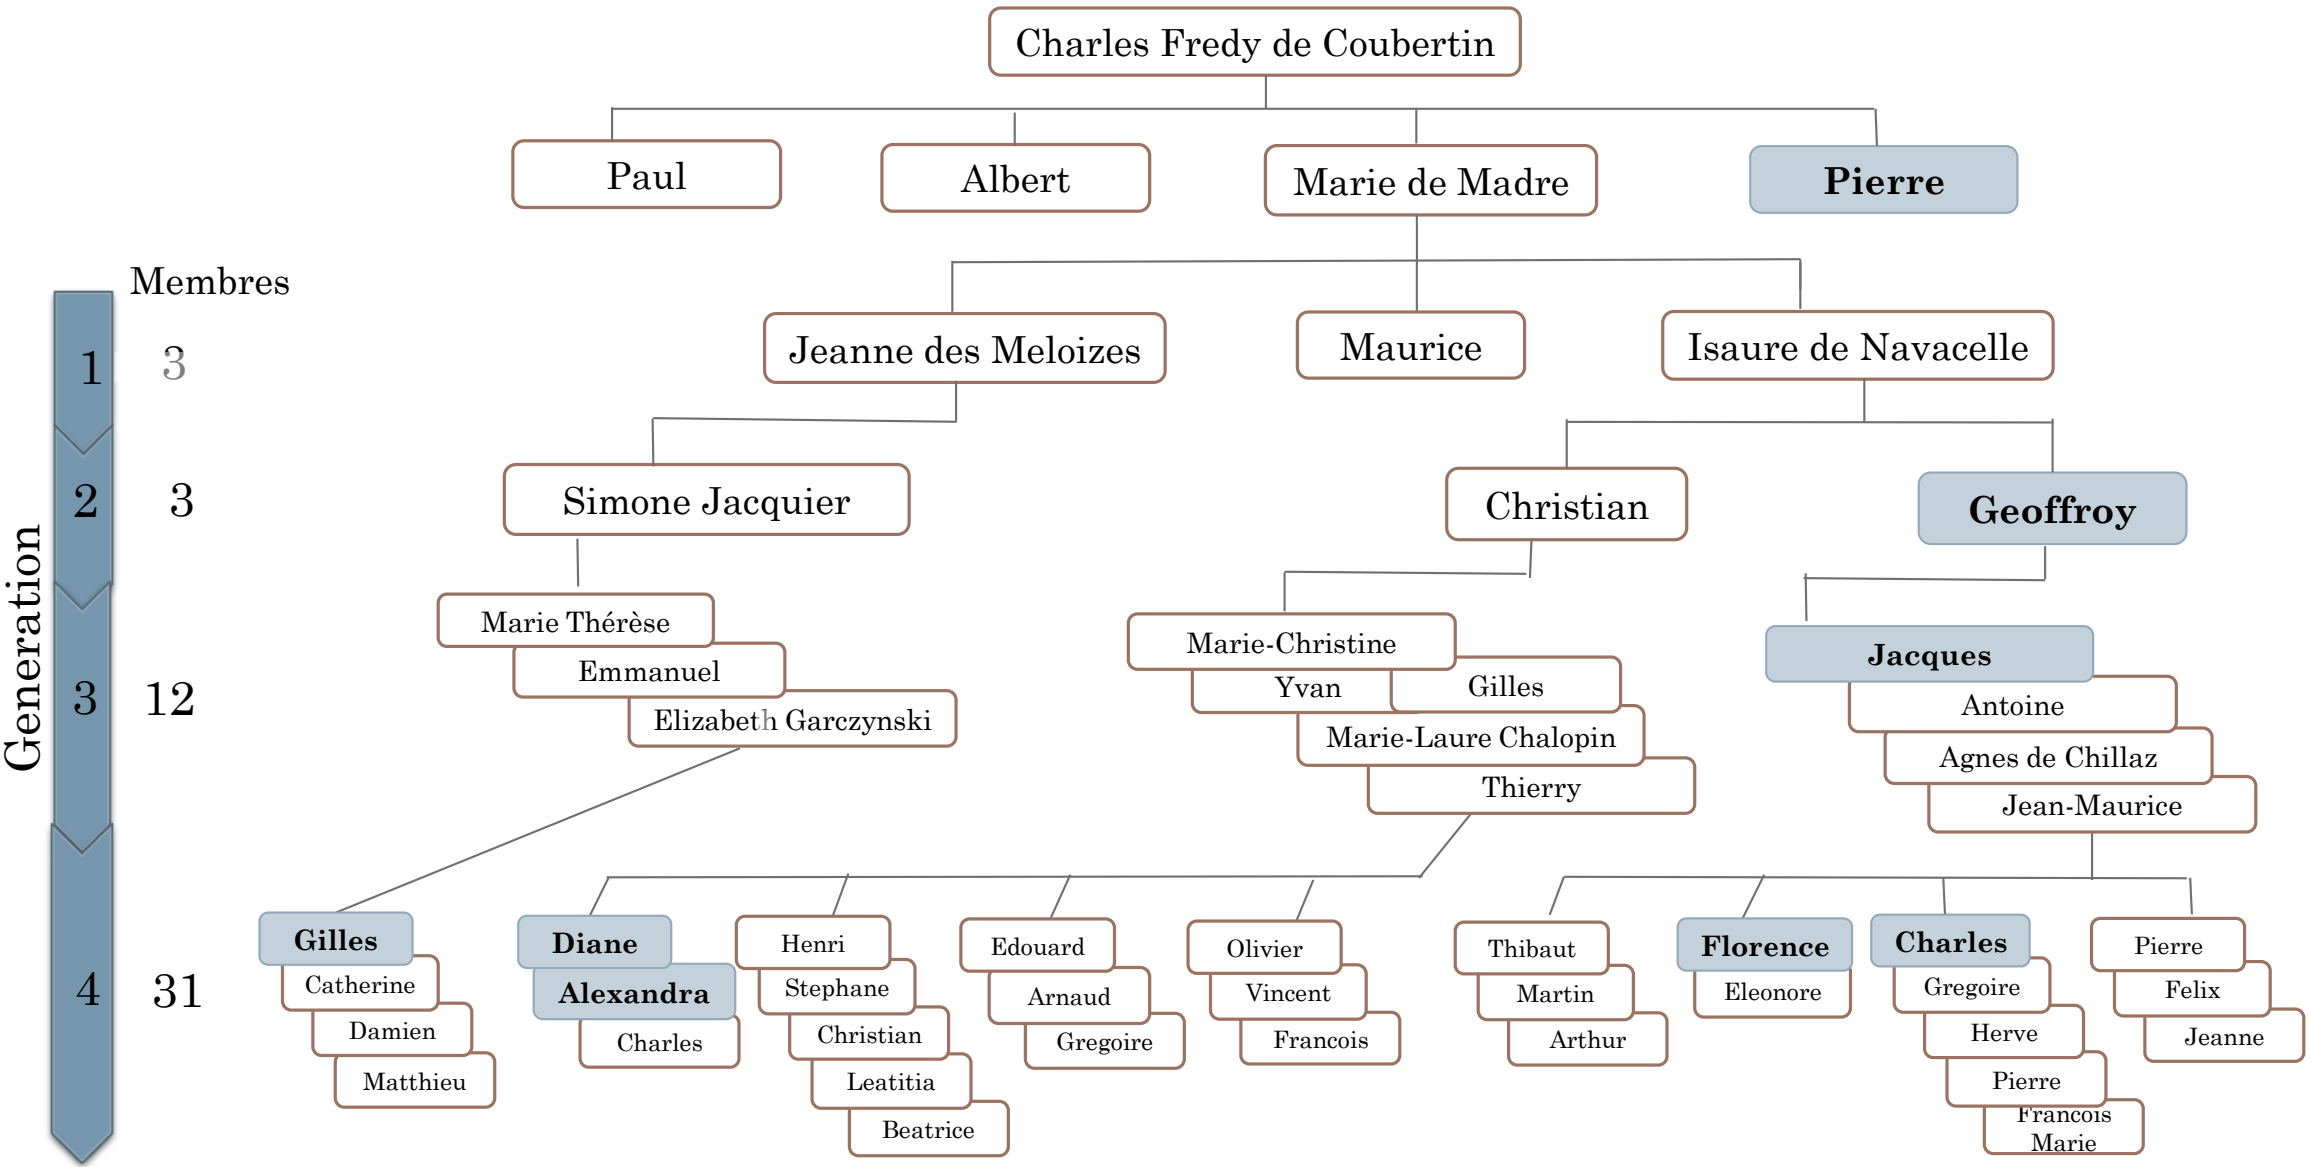 Charles Fredy de Coubertin
Paul
Albert
Marie de Madre
Pierre
Membres
Generation
1
3
Jeanne des Meloizes
Maurice
Isaure de Navacelle
2
3
Simone Jacquier
Christian
Geoffroy
3
12
Marie Thérèse
Emmanuel
Elizabeth Garczynski
Marie-Christine
Yvan
Gilles
Marie-Laure Chalopin
Thierry
Jacques
Antoine
Agnes de Chillaz
Jean-Maurice
4
31
Gilles
Catherine
Damien
Matthieu
Diane
Alexandra
Charles
Henri
Stephane
Christian
Leatitia
Beatrice
Edouard
Arnaud
Gregoire
Olivier
Vincent
Francois
Thibaut
Martin
Arthur
Florence
Eleonore
Charles
Gregoire
Herve
Pierre
Francois
Marie
Pierre
Felix
Jeanne